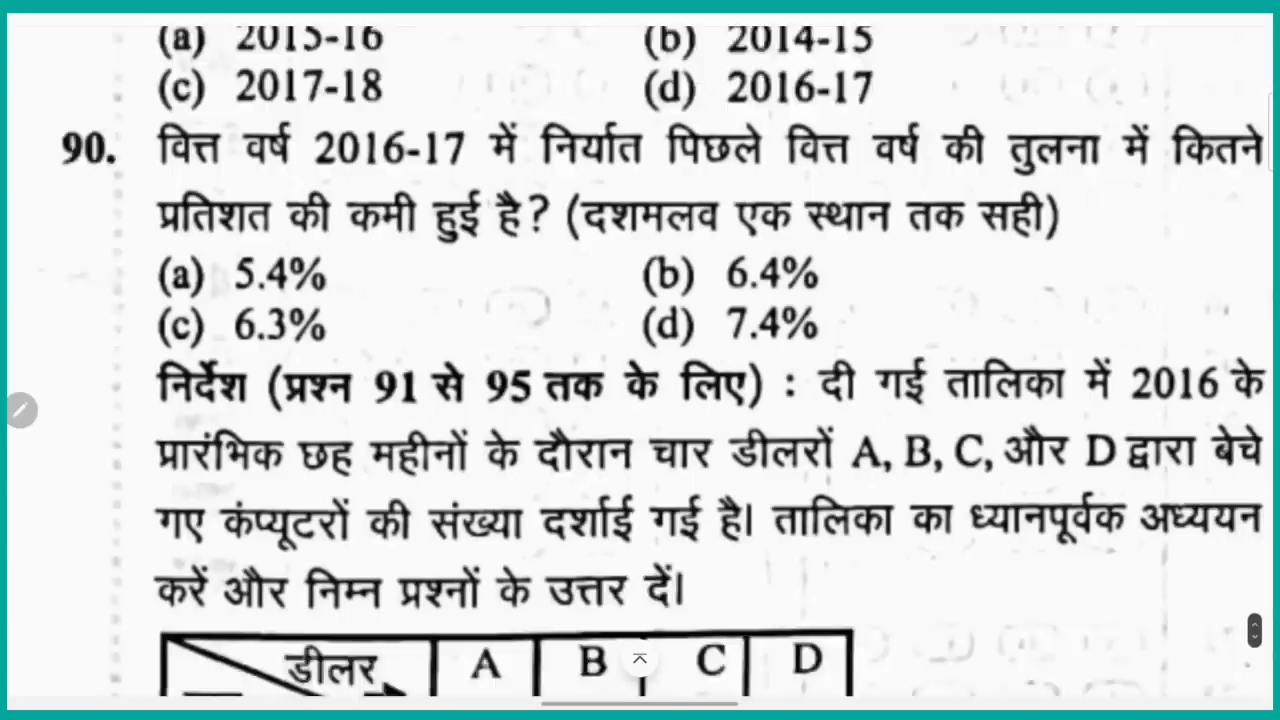 (a) 2015-16 (b) 2014-15
(c) 2017-18 (d) 2016-17
90. वित्त वर्ष 2016-17 में निर्यात पिछले वित्त वर्ष की तुलना में कितने
प्रतिशत की कमी हुई है? (दशमलव एक स्थान तक सही)
(a) 5.4% (b) 6.4%
(c) 6.3% (d) 7.4%
निर्देश (प्रश्न 91 से 95 तक के लिए) : दी गई तालिका में 2016 के
प्रारंभिक छह महीनों के दौरान चार डीलरों A, B, C, और D द्वारा बेचे
गए कंप्यूटरों की संख्या दर्शाई गई है। तालिका का ध्यानपूर्वक अध्ययन
करें और निम्न प्रश्नों के उत्तर दें।
डीलर A B C D